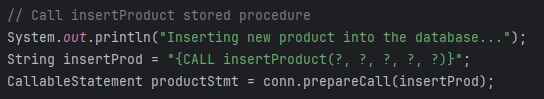 // Call insertProduct stored procedure
System.out.println("Inserting new product into the database...");
String insertProd = "{CALL insertProduct(?, ?, ?, ?, ?)}";
CallableStatement productStmt = conn.prepareCall(insertProd);